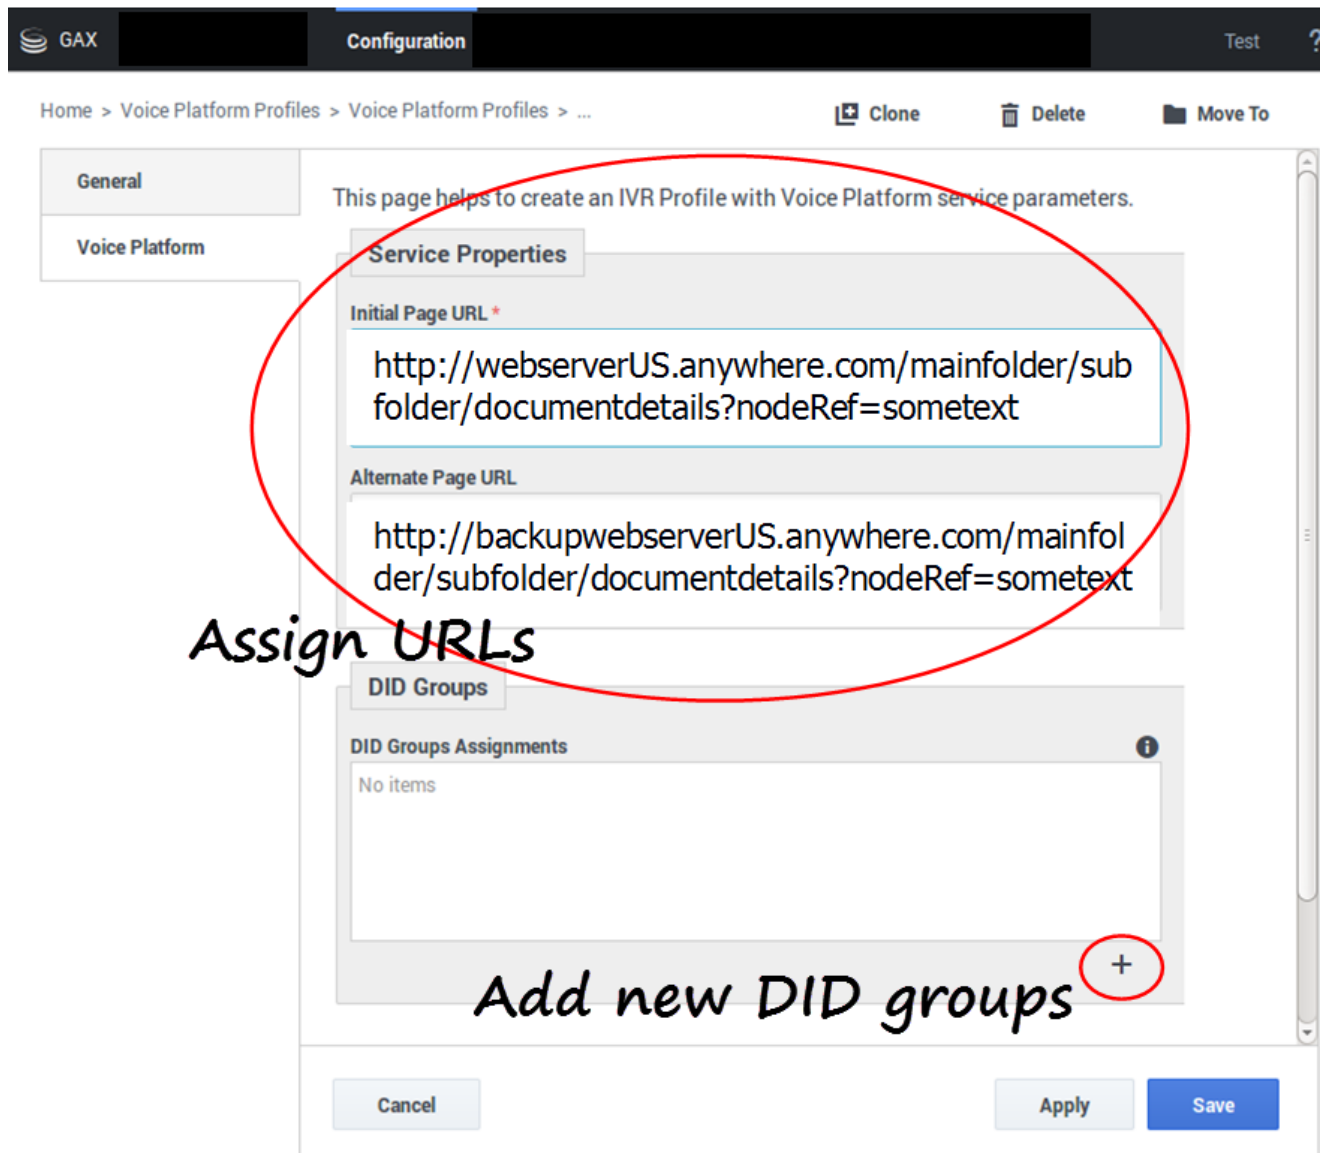 GAX Configuration Test ?
Home > Voice Platform Profiles > Voice Platform Profiles > ... Clone Delete Move To
General
This page helps to create an IVR Profile with Voice Platform service parameters.
Voice Platform
Service Properties
Initial Page URL *
http://webserverUS.anywhere.com/mainfolder/sub
folder/documentdetails?nodeRef=sometext
Alternate Page URL
http://backupwebserverUS.anywhere.com/mainfol
der/subfolder/documentdetails?nodeRef=sometext
Assign URLs
DID Groups
DID Groups Assignments
No items
+
Add new DID groups
Cancel Apply Save